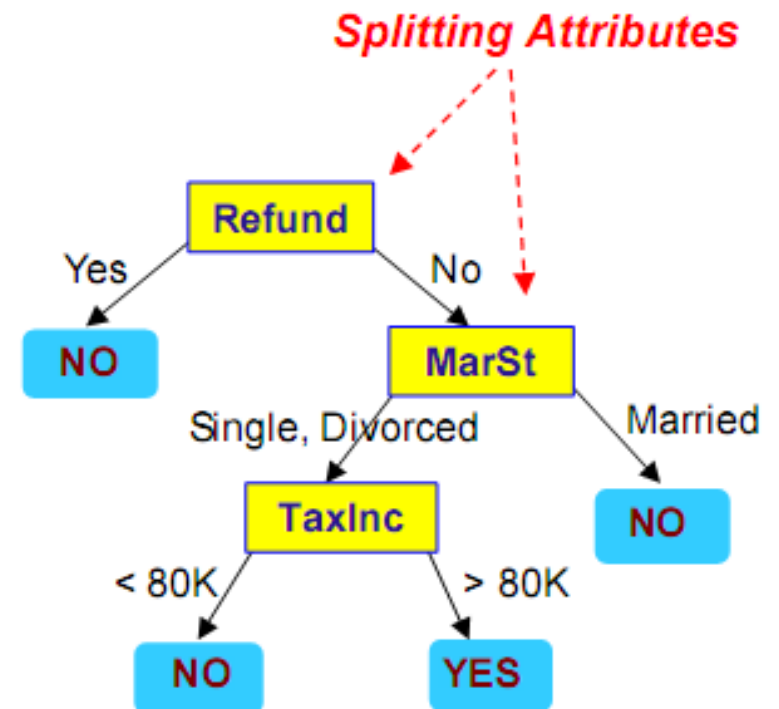 Splitting Attributes
Refund
Yes
No
NO
MarSt
Single, Divorced
Married
TaxInc
NO
< 80K
> 80K
NO
YES